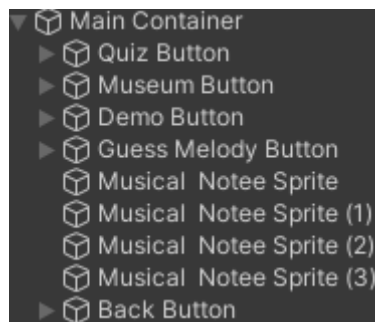 Main Container
Quiz Button
Museum Button
Demo Button
Guess Melody Button
Musical  Notee Sprite
Musical  Notee Sprite (1)
Musical  Notee Sprite (2)
Musical  Notee Sprite (3)
Back Button